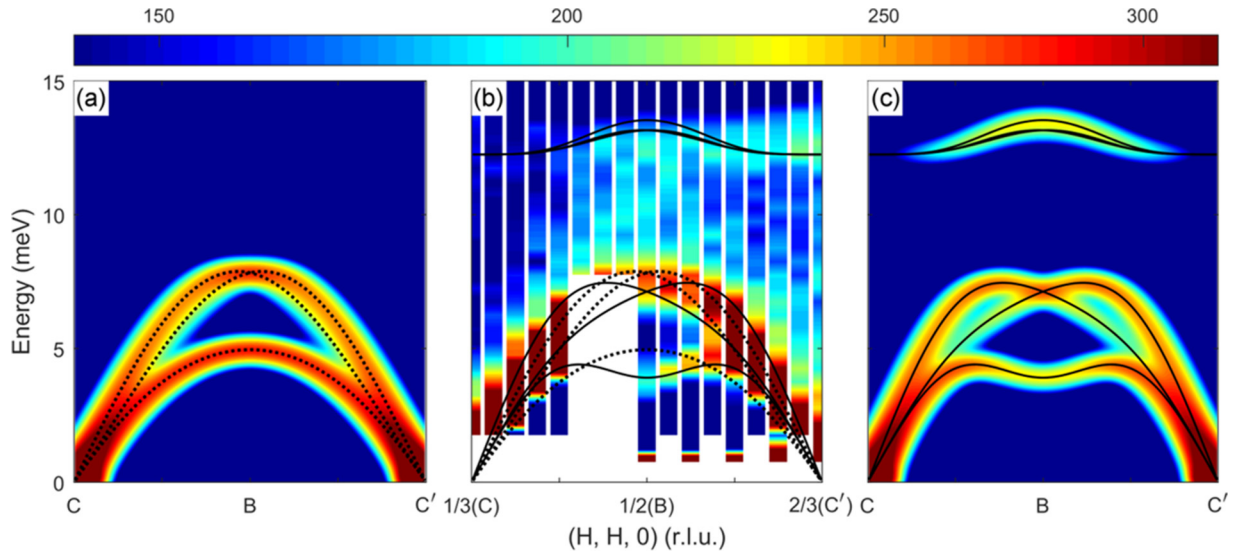 150 200 250 300
(a) (b) (c)
15
10
5
0
Energy (meV)
C B C′ 1/3(C) 1/2(B) 2/3(C′) C B C′
(H, H, 0) (r.l.u.)